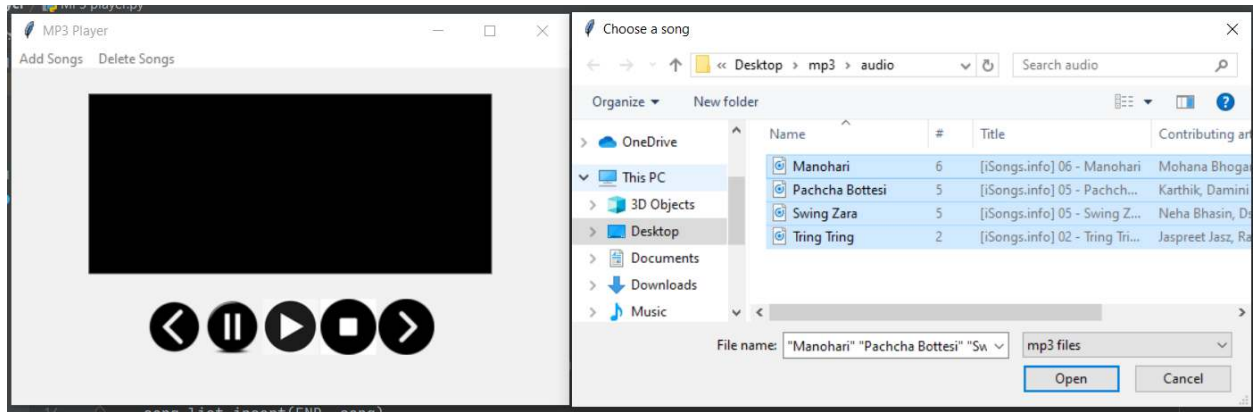 MP3 player.py
MP3 Player
Add Songs Delete Songs
Choose a song
« Desktop › mp3 › audio
Search audio
Organize New folder
Name # Title Contributing
OneDrive
This PC
3D Objects
Desktop
Documents
Downloads
Music
Manohari 6 [iSongs.info] 06 - Manohari Mohana
Pachcha Bottesi 5 [iSongs.info] 05 - Pachch... Karthik, Damini
Swing Zara 5 [iSongs.info] 05 - Swing Z... Neha Bhasin,
Tring Tring 2 [iSongs.info] 02 - Tring Tri... Jaspreet Jasz,
File name: "Manohari" "Pachcha Bottesi" "Sw
mp3 files
Open Cancel
song_list.insert(END, song)